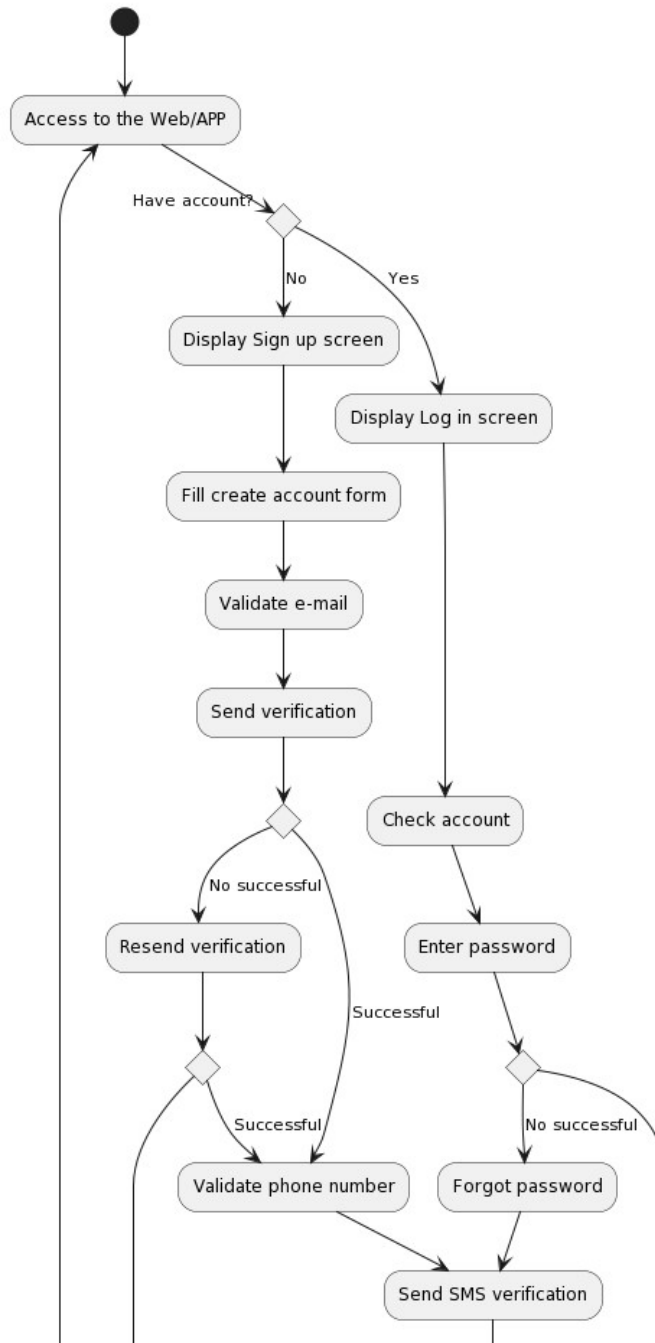 Access to the Web/APP
Have account?
No
Yes
Display Sign up screen
Display Log in screen
Fill create account form
Validate e-mail
Send verification
Check account
No successful
Resend verification
Enter password
Successful
Successful
No successful
Validate phone number
Forgot password
Send SMS verification